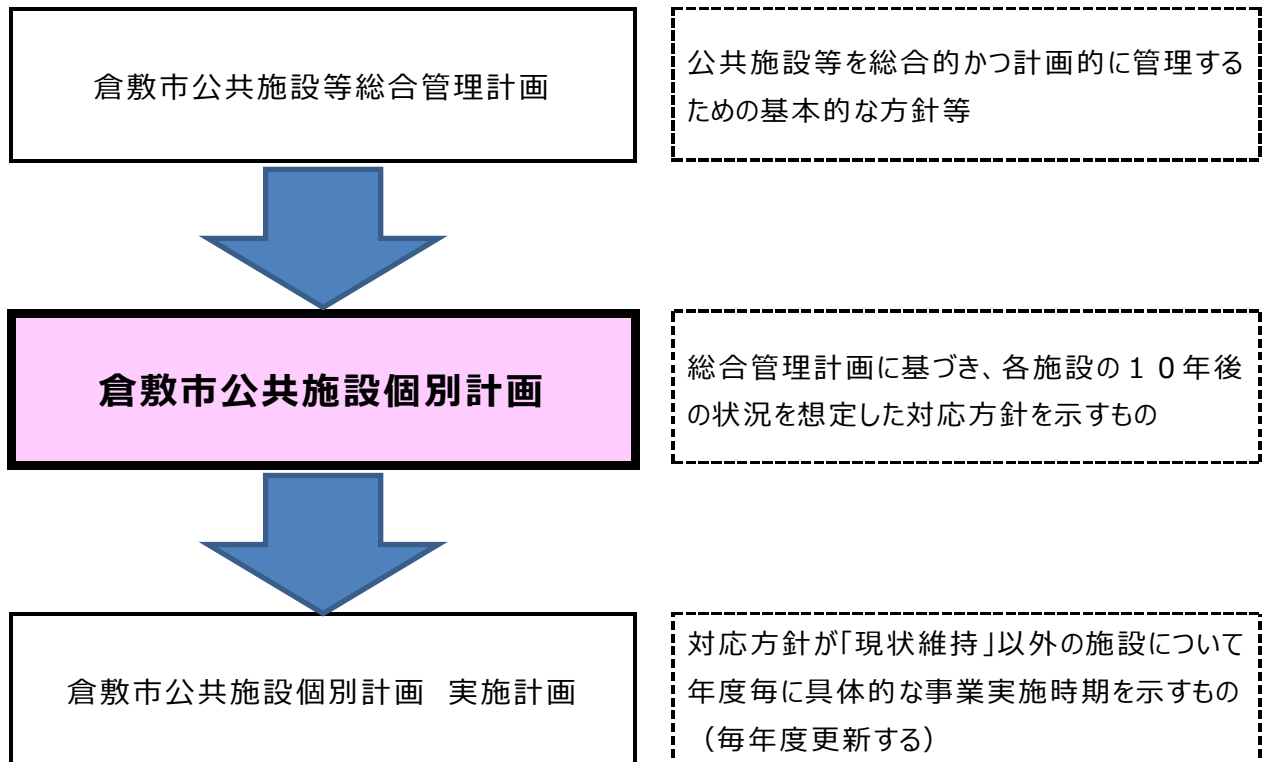 倉敷市公共施設等総合管理計画
公共施設等を総合的かつ計画的に管理する
ための基本的な方針等
倉敷市公共施設個別計画
総合管理計画に基づき、各施設の１０年後
の状況を想定した対応方針を示すもの
倉敷市公共施設個別計画　実施計画
対応方針が「現状維持」以外の施設について
年度毎に具体的な事業実施時期を示すもの
（毎年度更新する）